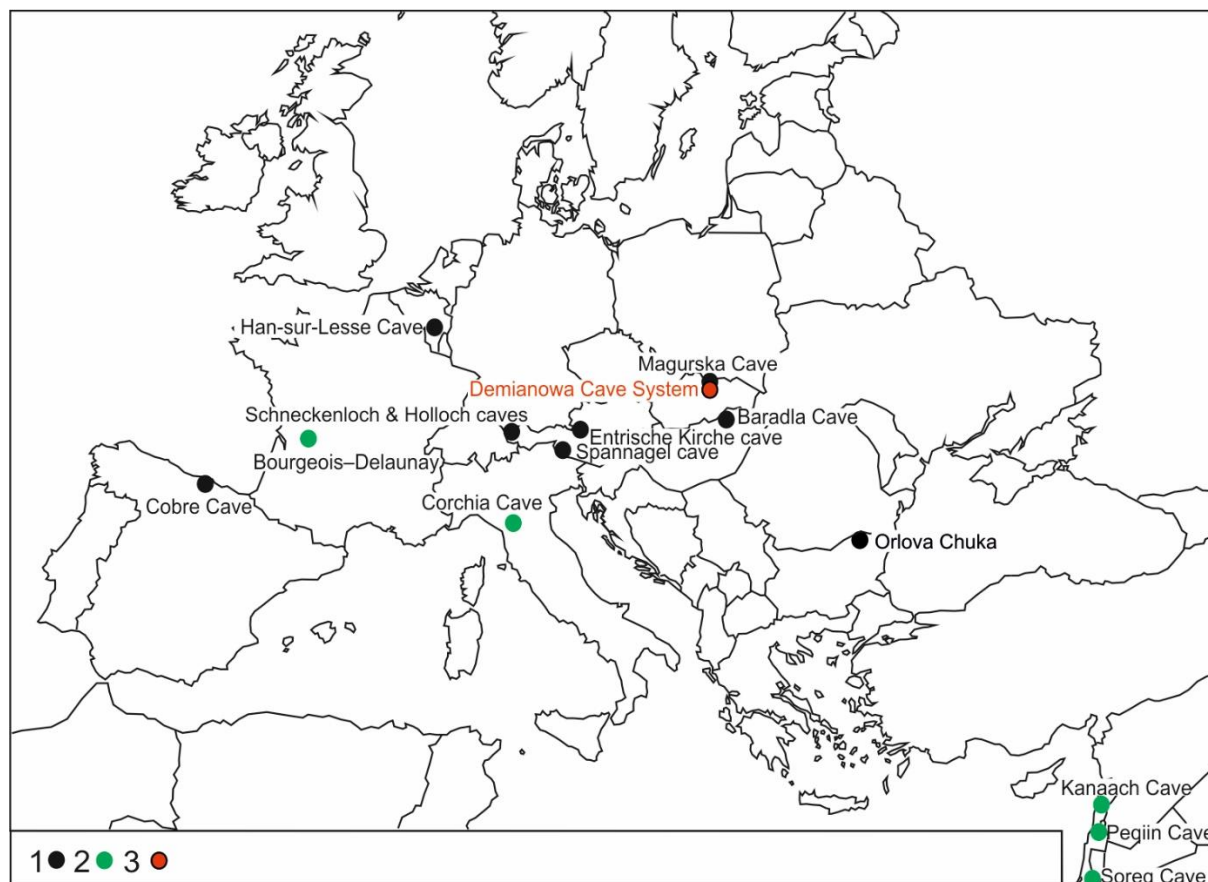 Han-sur-Lesse Cave
Magurska Cave
Demianowa Cave System
Schneckenloch & Holloch caves
Baradla Cave
Entrische Kirche cave
Spannagel cave
Bourgeois–Delaunay
Corchia Cave
Cobre Cave
Orlova Chuka
Kanaach Cave
Peqiin Cave
1 2 3
Soreq Cave